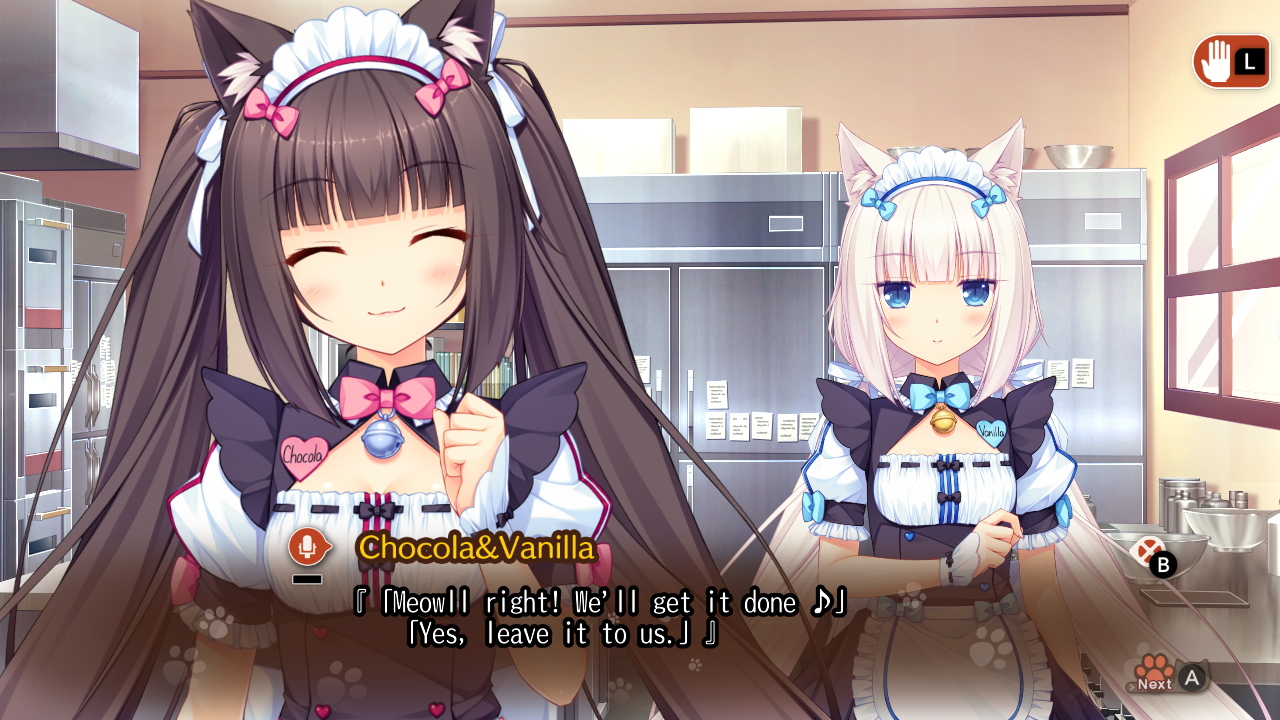 L
Chocola
Vanilla
Chocola&Vanilla
『「Meowll right! We'll get it done ♪」
「Yes, leave it to us.」』
B
Next A